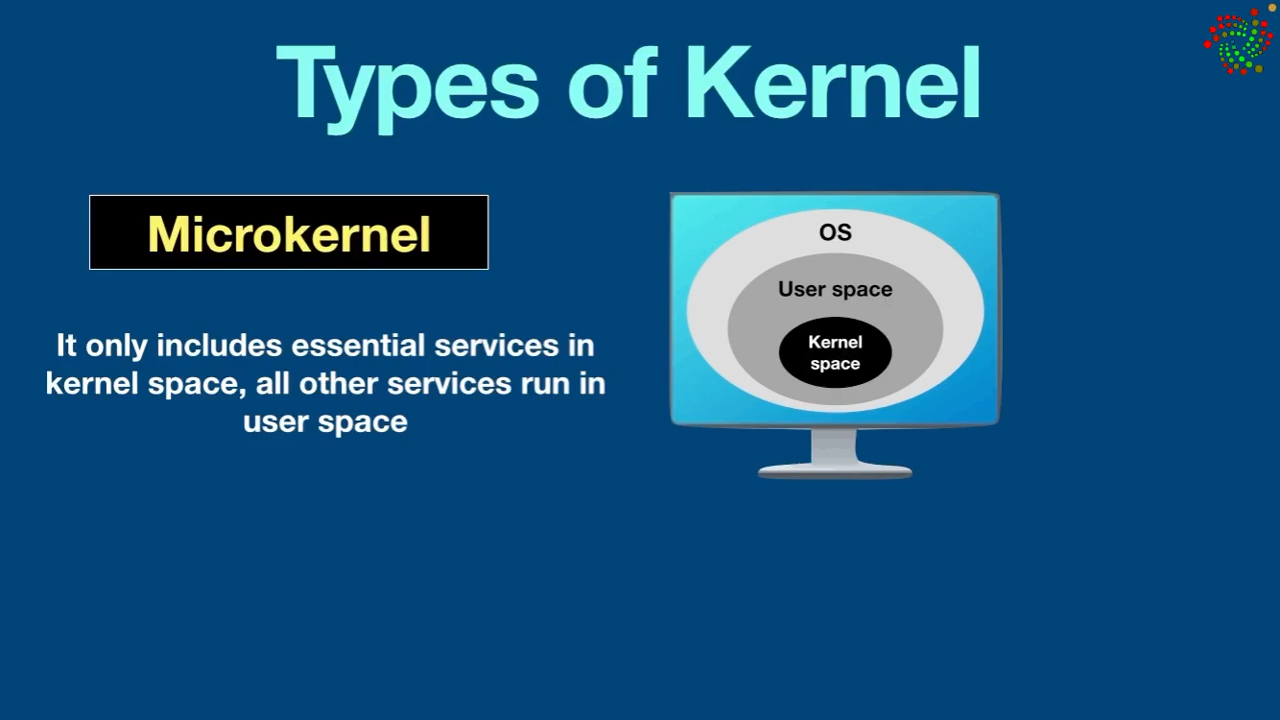 Types of Kernel
Microkernel
It only includes essential services in
kernel space, all other services run in
user space
OS
User space
Kernel
space